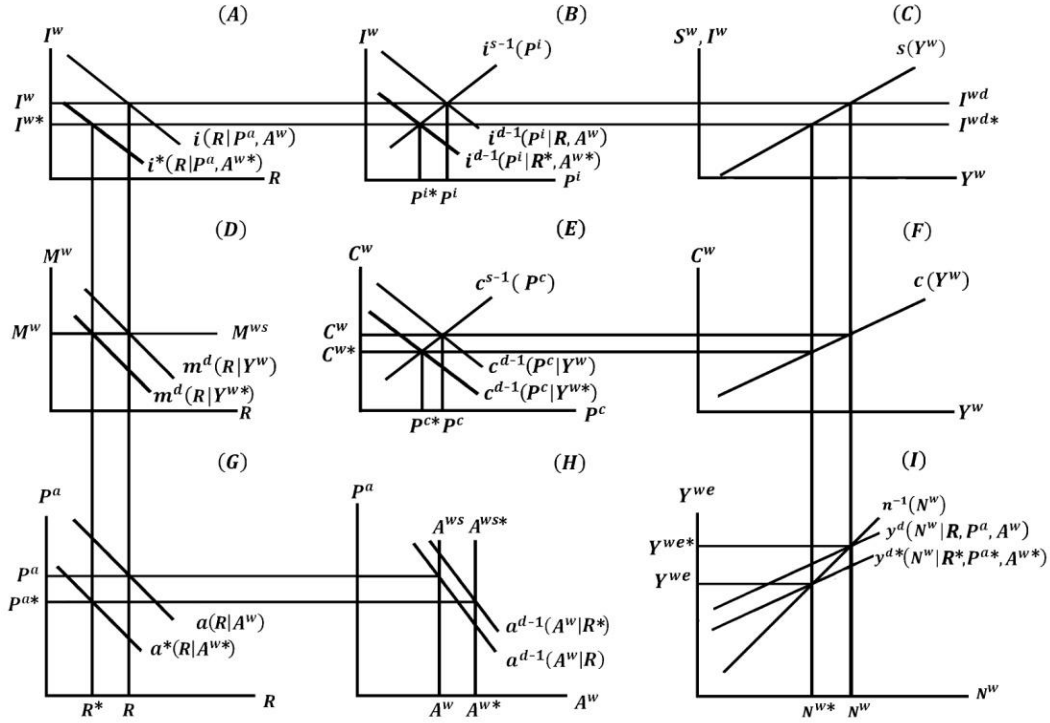 (A)
I^w
I^w
I^w*
i(R|P^a, A^w)
i*(R|P^a, A^w*)
R
(B)
I^w
i^s-1(P^i)
i^d-1(P^i|R, A^w)
i^d-1(P^i|R*, A^w*)
P^i* P^i
P^i
(C)
S^w, I^w
s(Y^w)
I^wd
I^wd*
Y^w
(D)
M^w
M^w
M^ws
m^d(R|Y^w)
m^d(R|Y^w*)
R
(E)
C^w
c^s-1(P^c)
C^w
C^w*
c^d-1(P^c|Y^w)
c^d-1(P^c|Y^w*)
P^c* P^c
P^c
(F)
C^w
c(Y^w)
Y^w
(G)
P^a
P^a
P^a*
a(R|A^w)
a*(R|A^w*)
R* R
R
(H)
P^a
A^ws A^ws*
a^d-1(A^w|R*)
a^d-1(A^w|R)
A^w A^w*
A^w
(I)
Y^we
n^-1(N^w)
y^d(N^w|R, P^a, A^w)
Y^we*
y^d*(N^w|R*, P^a*, A^w*)
Y^we
N^w* N^w
N^w